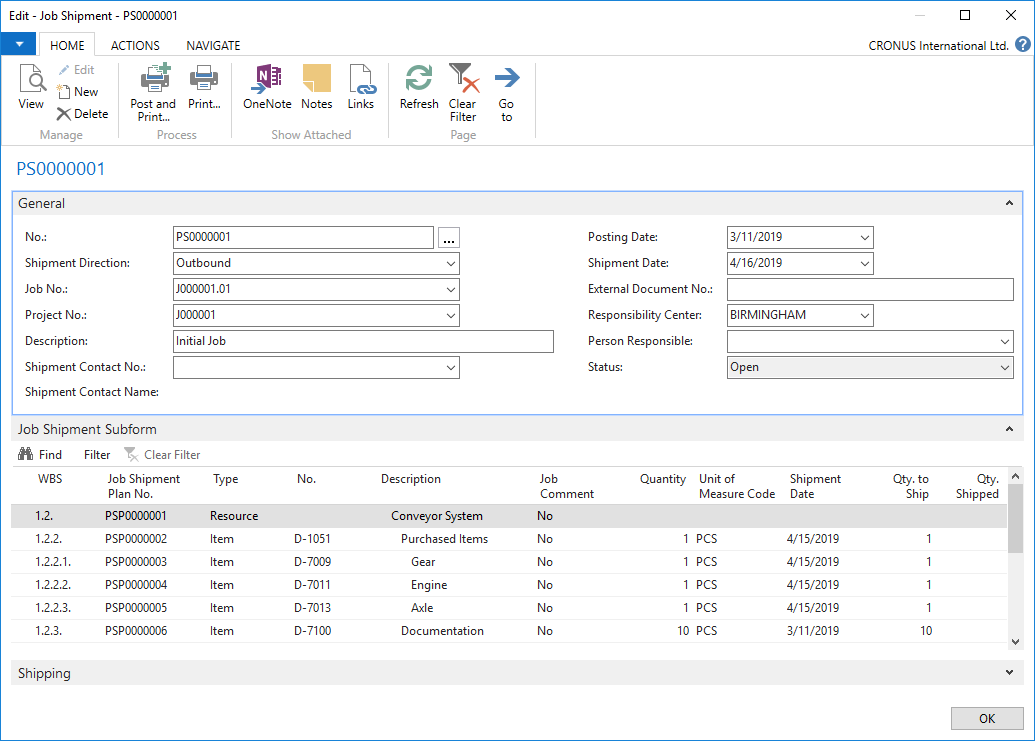 Edit - Job Shipment - PS0000001
HOME ACTIONS NAVIGATE CRONUS International Ltd. ?
View
Edit
New
Delete
Manage
Post and Print...
Print...
Process
OneNote
Notes
Links
Show Attached
Refresh
Clear Filter
Go to
Page
PS0000001
General
No.: PS0000001 ...
Shipment Direction: Outbound
Job No.: J000001.01
Project No.: J000001
Description: Initial Job
Shipment Contact No.:
Shipment Contact Name:
Posting Date: 3/11/2019
Shipment Date: 4/16/2019
External Document No.:
Responsibility Center: BIRMINGHAM
Person Responsible:
Status: Open
Job Shipment Subform
Find Filter Clear Filter
WBS Job Shipment Plan No. Type No. Description Job Comment Quantity Unit of Measure Code Shipment Date Qty. to Ship Qty. Shipped
1.2. PSP0000001 Resource Conveyor System No
1.2.2. PSP0000002 Item D-1051 Purchased Items No 1 PCS 4/15/2019 1
1.2.2.1. PSP0000003 Item D-7009 Gear No 1 PCS 4/15/2019 1
1.2.2.2. PSP0000004 Item D-7011 Engine No 1 PCS 4/15/2019 1
1.2.2.3. PSP0000005 Item D-7013 Axle No 1 PCS 4/15/2019 1
1.2.3. PSP0000006 Item D-7100 Documentation No 10 PCS 3/11/2019 10
Shipping
OK